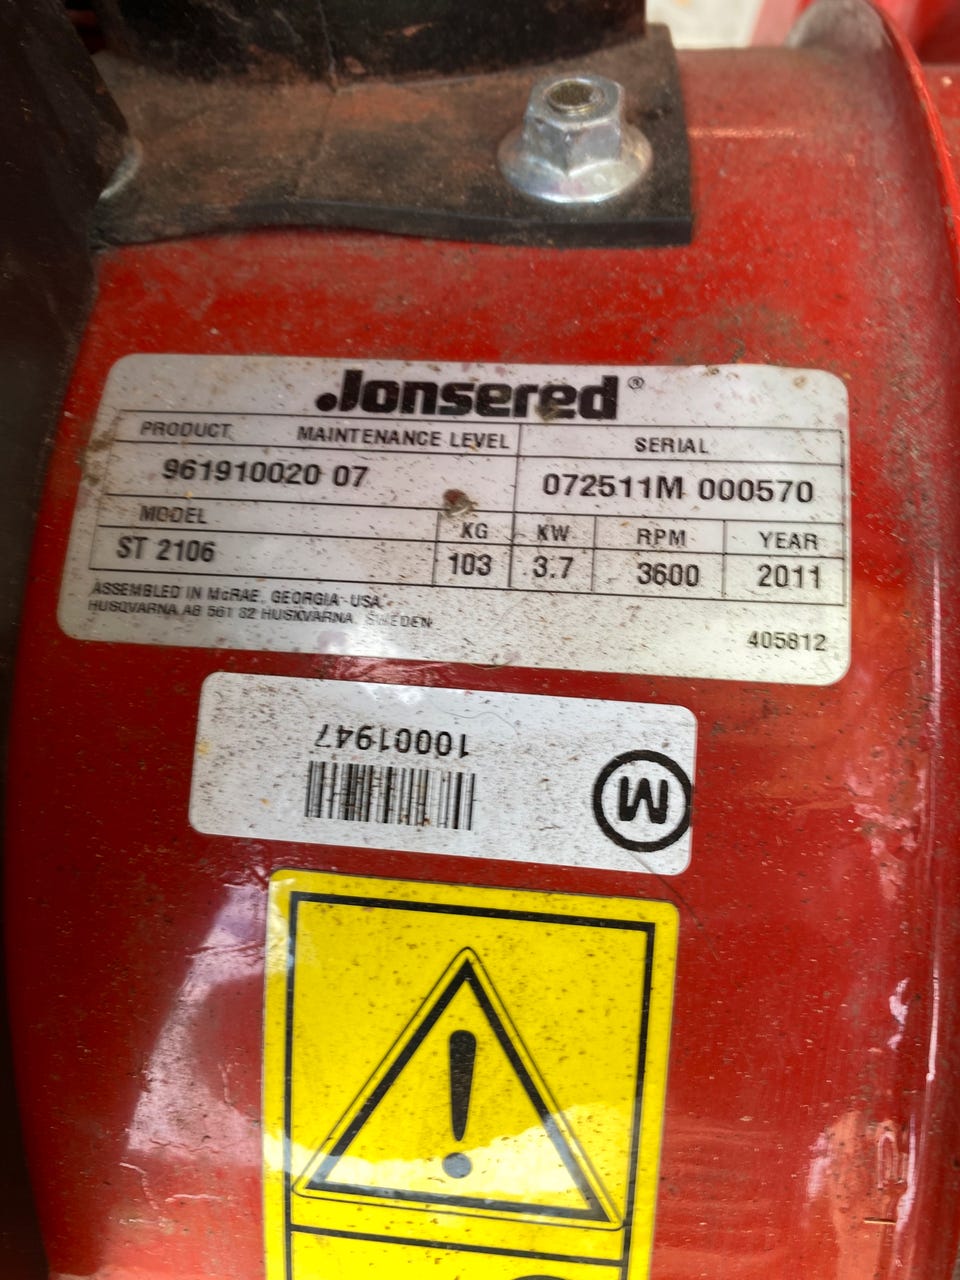 Jonsered®
PRODUCT MAINTENANCE LEVEL SERIAL
961910020 07 072511M 000570
MODEL KG KW RPM YEAR
ST 2106 103 3.7 3600 2011
ASSEMBLED IN McRAE, GEORGIA - USA
HUSQVARNA AB 561 82 HUSKVARNA, SWEDEN
405812
10001947
M